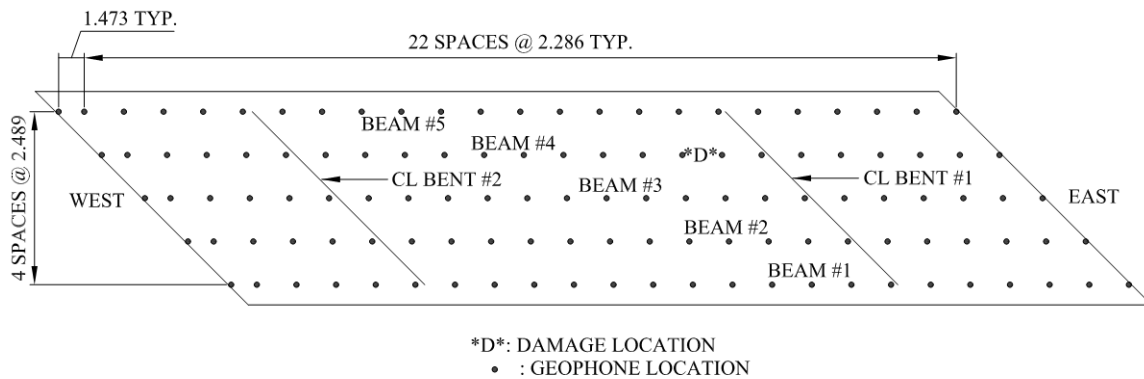 1.473 TYP.
22 SPACES @ 2.286 TYP.
4 SPACES @ 2.489
BEAM #5
BEAM #4
*D*
CL BENT #2
BEAM #3
CL BENT #1
WEST
EAST
BEAM #2
BEAM #1
*D*: DAMAGE LOCATION
: GEOPHONE LOCATION